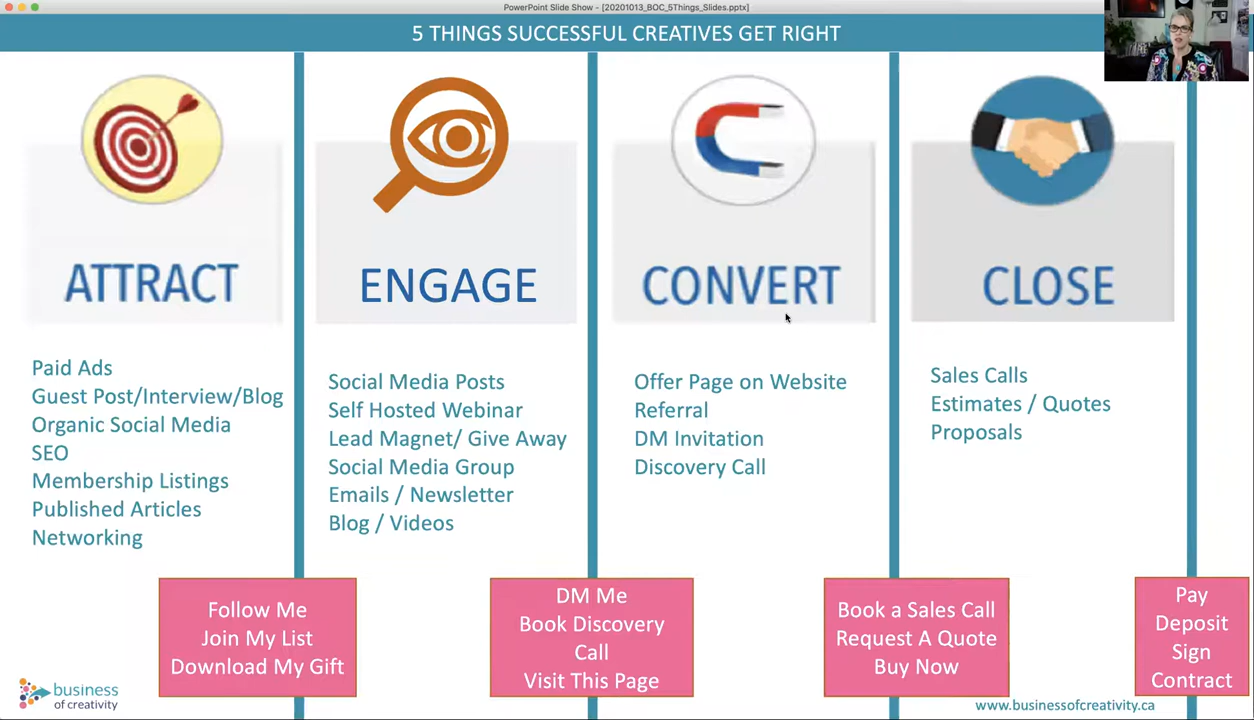 PowerPoint Slide Show - [20201013_BOC_5Things_Slides.pptx]
5 THINGS SUCCESSFUL CREATIVES GET RIGHT
ATTRACT
Paid Ads
Guest Post/Interview/Blog
Organic Social Media
SEO
Membership Listings
Published Articles
Networking
ENGAGE
Social Media Posts
Self Hosted Webinar
Lead Magnet/ Give Away
Social Media Group
Emails / Newsletter
Blog / Videos
CONVERT
Offer Page on Website
Referral
DM Invitation
Discovery Call
CLOSE
Sales Calls
Estimates / Quotes
Proposals
Follow Me
Join My List
Download My Gift
DM Me
Book Discovery
Call
Visit This Page
Book a Sales Call
Request A Quote
Buy Now
Pay
Deposit
Sign
Contract
business
of creativity
www.businessofcreativity.ca